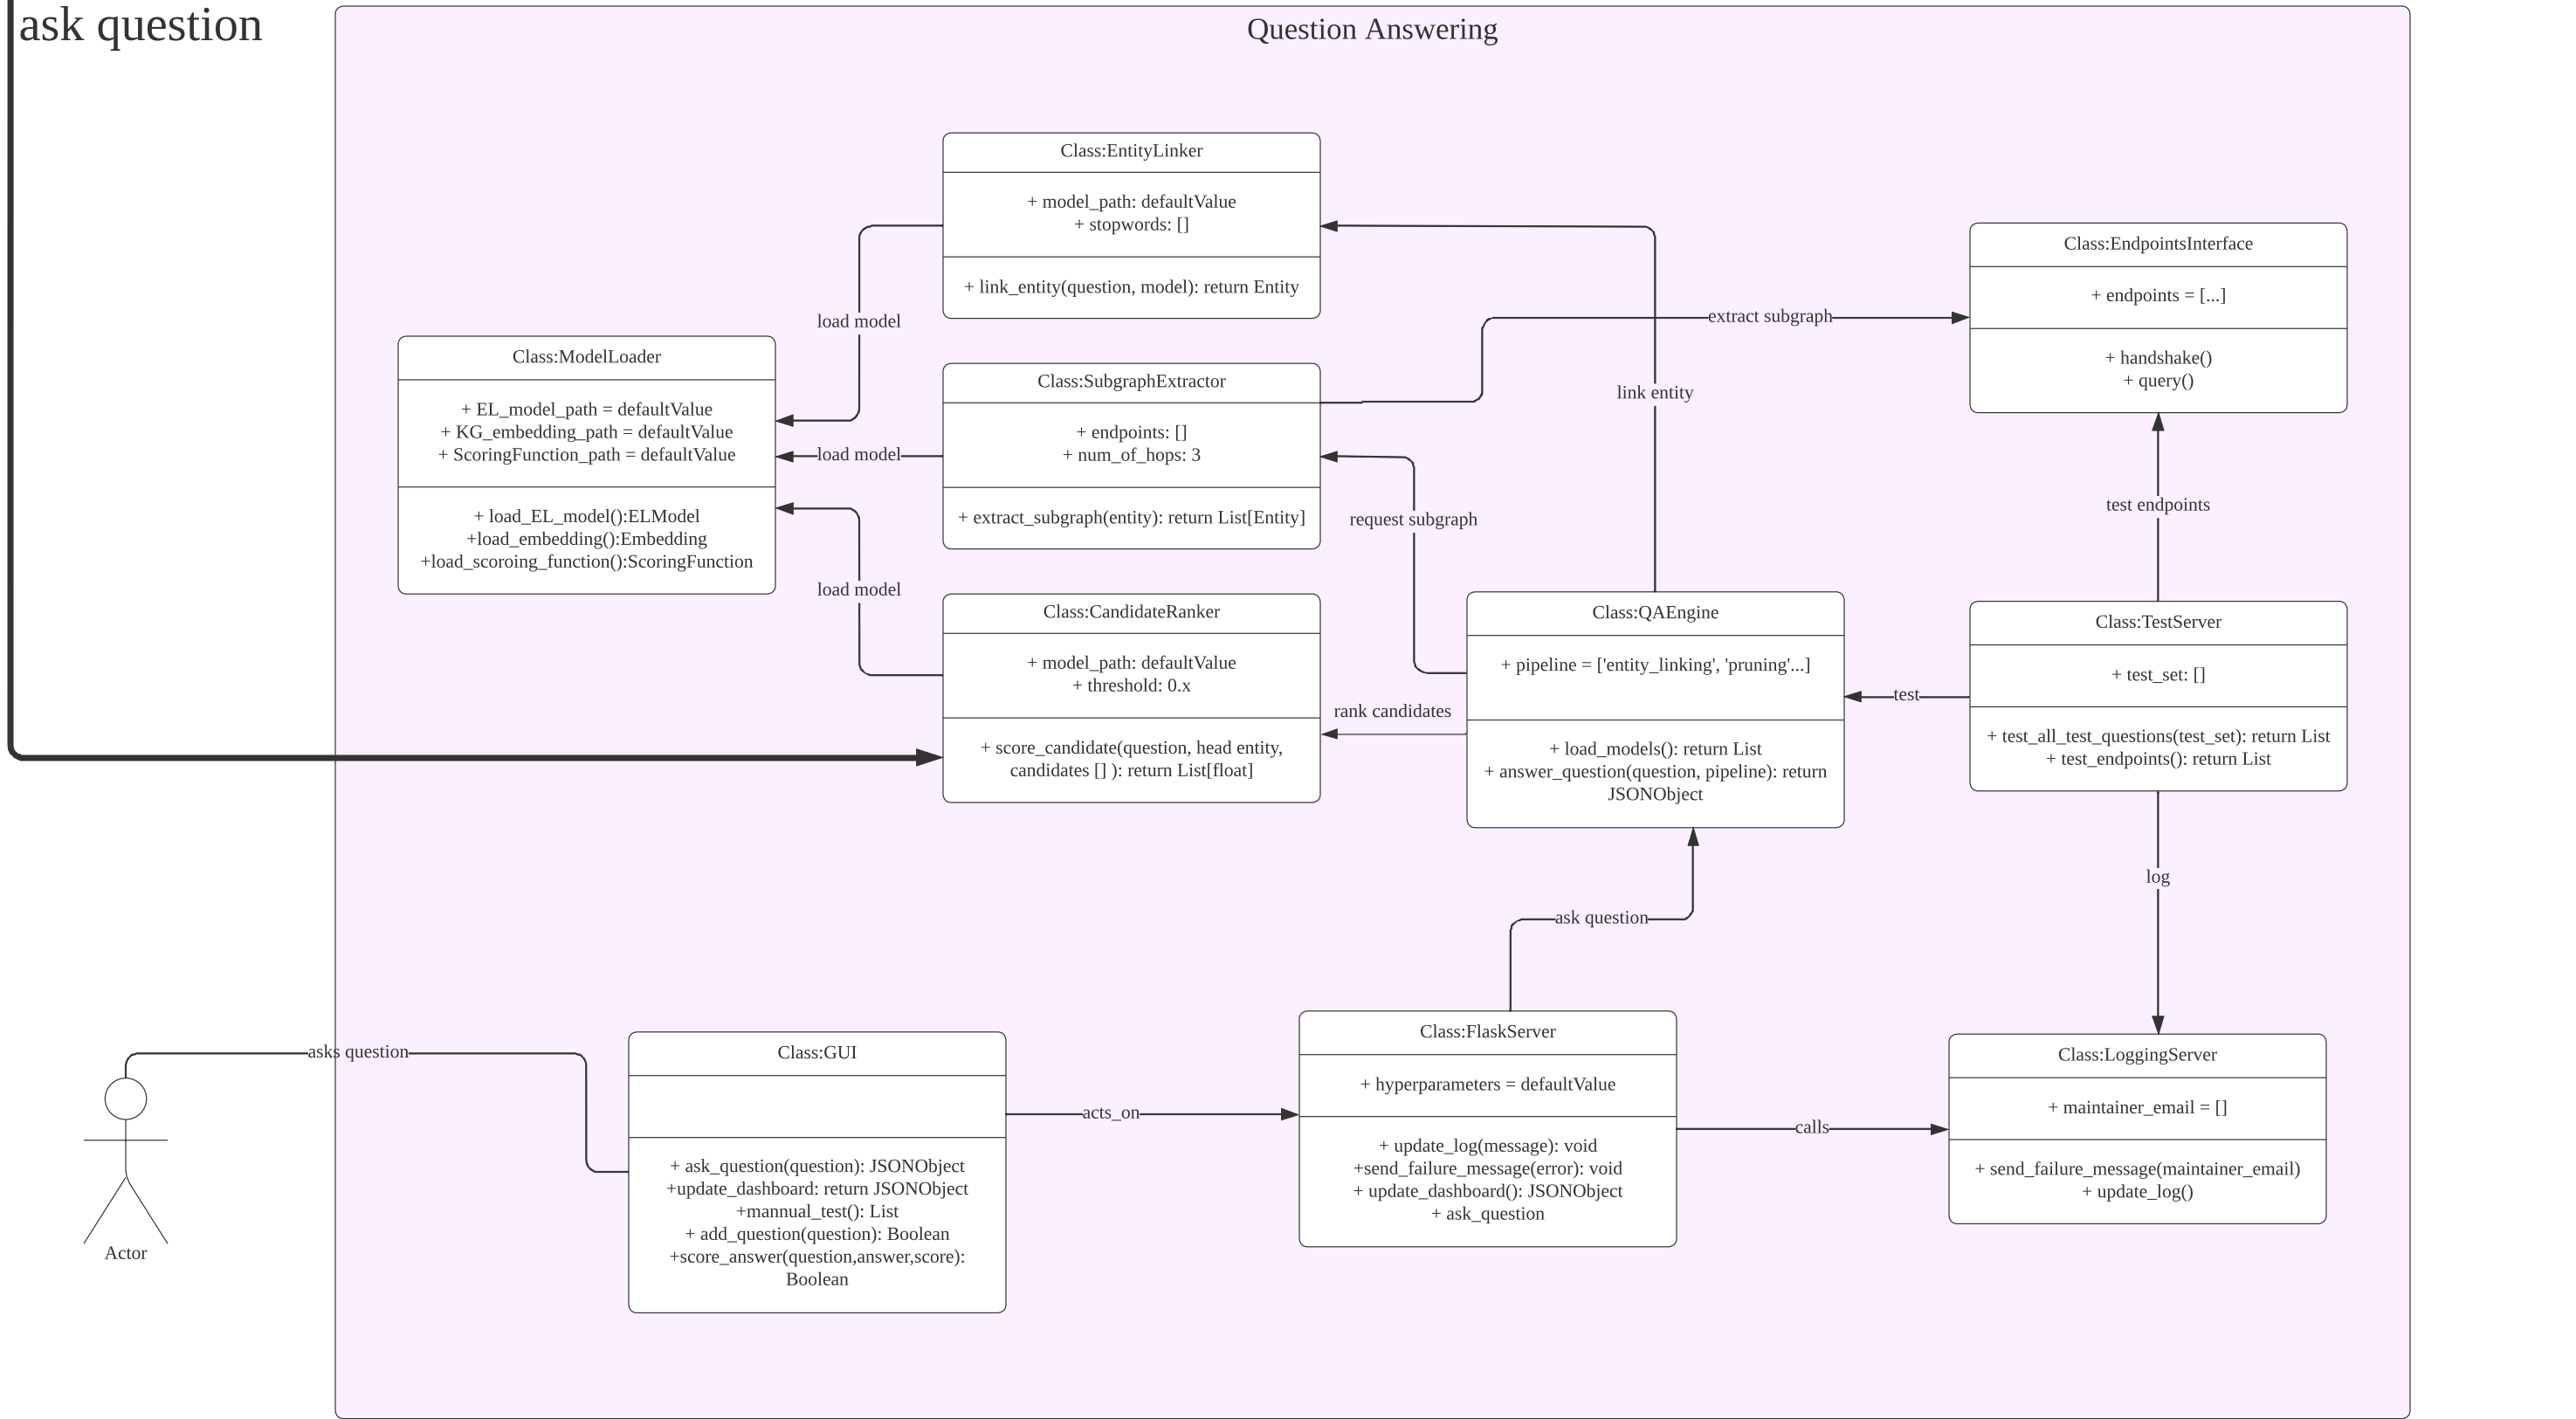 ask question
Question Answering
Class:EntityLinker
+ model_path: defaultValue
+ stopwords: []
+ link_entity(question, model): return Entity
Class:EndpointsInterface
+ endpoints = [...]
+ handshake()
+ query()
load model
extract subgraph
Class:ModelLoader
+ EL_model_path = defaultValue
+ KG_embedding_path = defaultValue
+ ScoringFunction_path = defaultValue
+ load_EL_model():ELModel
+load_embedding():Embedding
+load_scoroing_function():ScoringFunction
Class:SubgraphExtractor
+ endpoints: []
+ num_of_hops: 3
+ extract_subgraph(entity): return List[Entity]
link entity
load model
request subgraph
test endpoints
load model
Class:CandidateRanker
+ model_path: defaultValue
+ threshold: 0.x
+ score_candidate(question, head entity,
candidates [] ): return List[float]
rank candidates
Class:QAEngine
+ pipeline = ['entity_linking', 'pruning'...]
+ load_models(): return List
+ answer_question(question, pipeline): return
JSONObject
test
Class:TestServer
+ test_set: []
+ test_all_test_questions(test_set): return List
+ test_endpoints(): return List
log
ask question
asks question
Actor
Class:GUI
+ ask_question(question): JSONObject
+update_dashboard: return JSONObject
+mannual_test(): List
+ add_question(question): Boolean
+score_answer(question,answer,score):
Boolean
acts_on
Class:FlaskServer
+ hyperparameters = defaultValue
+ update_log(message): void
+send_failure_message(error): void
+ update_dashboard(): JSONObject
+ ask_question
calls
Class:LoggingServer
+ maintainer_email = []
+ send_failure_message(maintainer_email)
+ update_log()